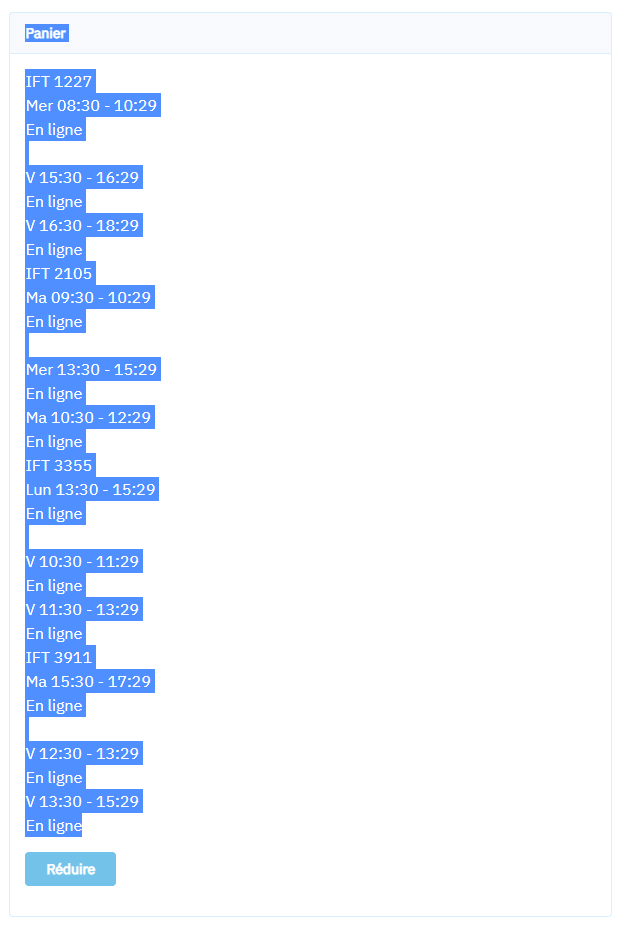 Panier
IFT 1227
Mer 08:30 - 10:29
En ligne
V 15:30 - 16:29
En ligne
V 16:30 - 18:29
En ligne
IFT 2105
Ma 09:30 - 10:29
En ligne
Mer 13:30 - 15:29
En ligne
Ma 10:30 - 12:29
En ligne
IFT 3355
Lun 13:30 - 15:29
En ligne
V 10:30 - 11:29
En ligne
V 11:30 - 13:29
En ligne
IFT 3911
Ma 15:30 - 17:29
En ligne
V 12:30 - 13:29
En ligne
V 13:30 - 15:29
En ligne
Réduire